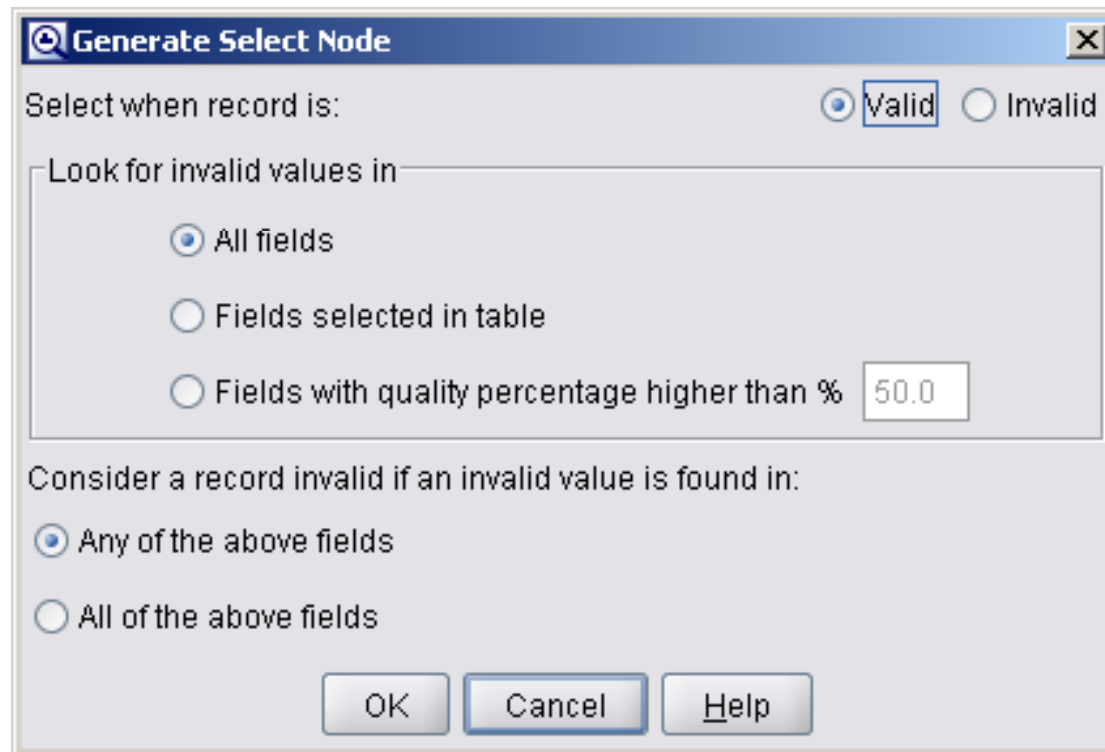 Generate Select Node
Select when record is: Valid Invalid
Look for invalid values in
All fields
Fields selected in table
Fields with quality percentage higher than % 50.0
Consider a record invalid if an invalid value is found in:
Any of the above fields
All of the above fields
OK Cancel Help